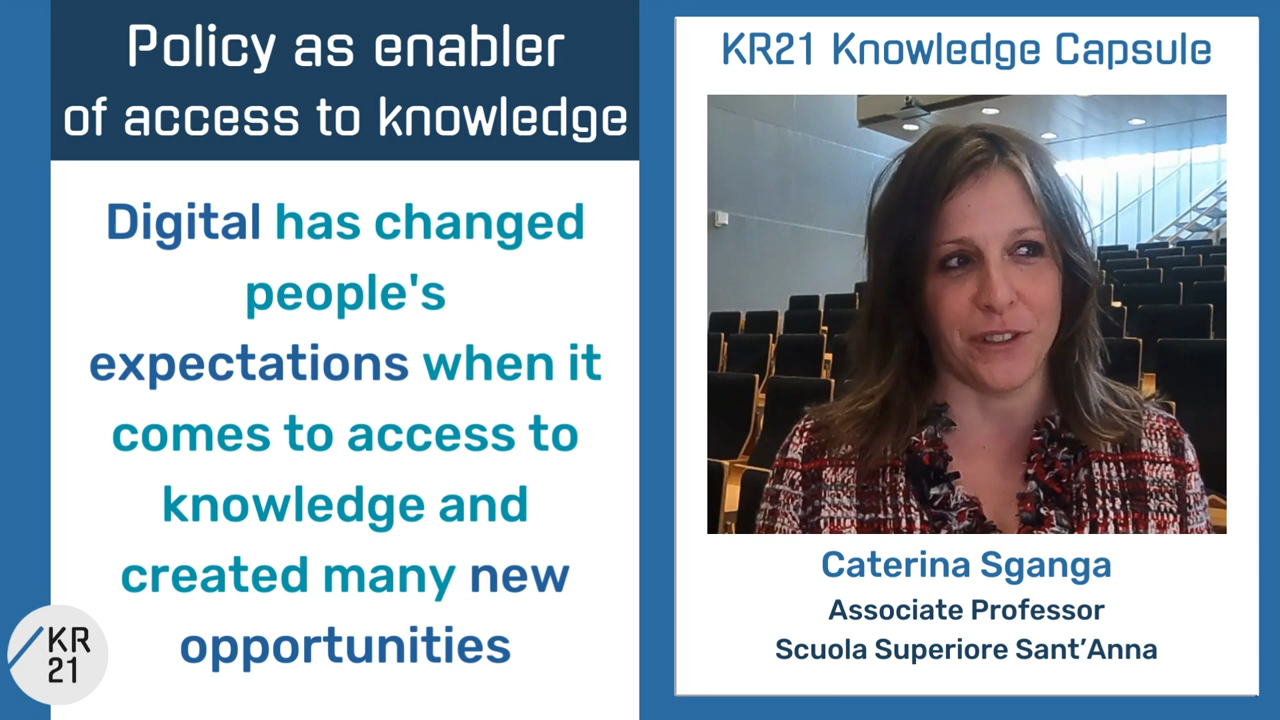 Policy as enabler
of access to knowledge
Digital has changed
people's
expectations when it
comes to access to
knowledge and
created many new
opportunities
KR
21
KR21 Knowledge Capsule
Caterina Sganga
Associate Professor
Scuola Superiore Sant’Anna